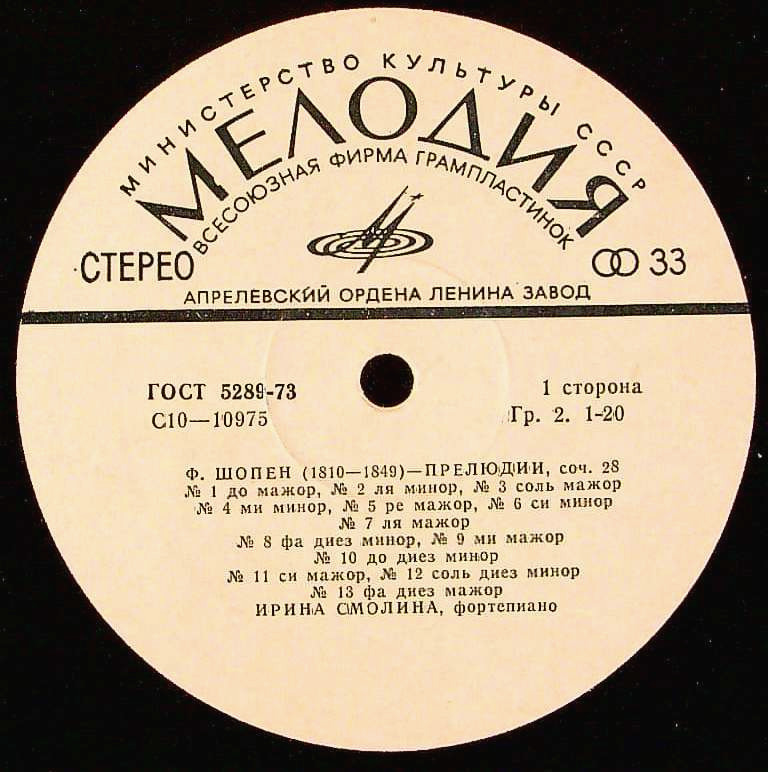 МИНИСТЕРСТВО КУЛЬТУРЫ СССР
МЕЛОДИЯ
ВСЕСОЮЗНАЯ ФИРМА ГРАМПЛАСТИНОК
СТЕРЕО
33
АПРЕЛЕВСКИЙ ОРДЕНА ЛЕНИНА ЗАВОД
ГОСТ 5289-73
1 сторона
С10—10975
Гр. 2. 1-20
Ф. ШОПЕН (1810—1849)—ПРЕЛЮДИИ, соч. 28
№ 1 до мажор, № 2 ля минор, № 3 соль мажор
№ 4 ми минор, № 5 ре мажор, № 6 си минор
№ 7 ля мажор
№ 8 фа диез минор, № 9 ми мажор
№ 10 до диез минор
№ 11 си мажор, № 12 соль диез минор
№ 13 фа диез мажор
ИРИНА СМОЛИНА, фортепиано